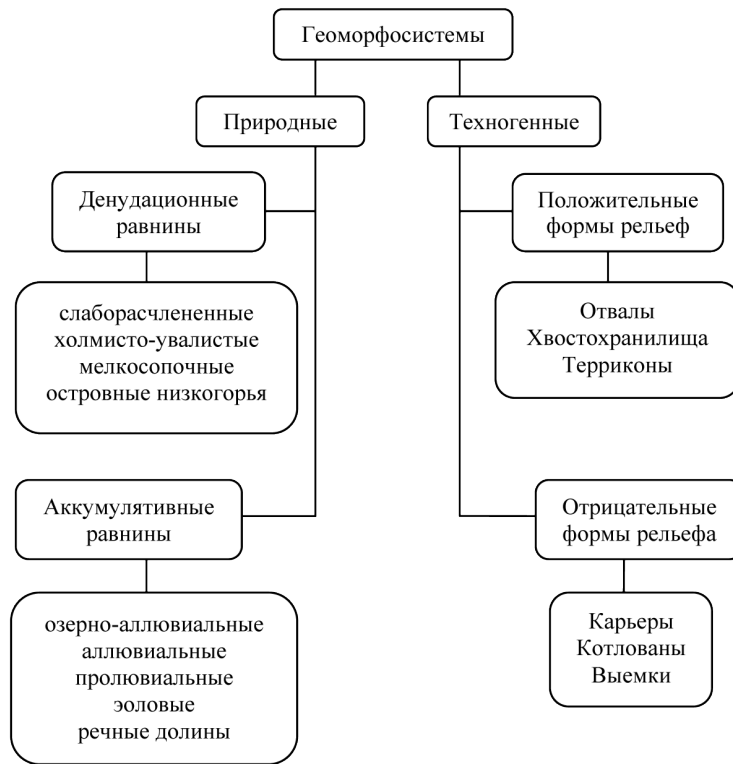 Геоморфосистемы
Природные
Техногенные
Денудационные
равнины
Положительные
формы рельеф
слаборасчлененные
холмисто-увалистые
мелкосопочные
островные низкогорья
Отвалы
Хвостохранилища
Терриконы
Аккумулятивные
равнины
Отрицательные
формы рельефа
озерно-аллювиальные
аллювиальные
пролювиальные
эоловые
речные долины
Карьеры
Котлованы
Выемки